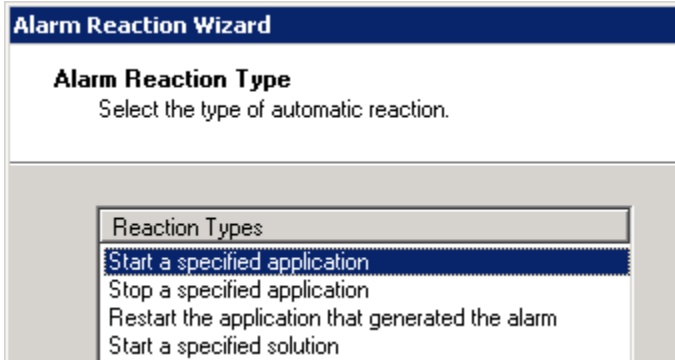 Alarm Reaction Wizard
Alarm Reaction Type
Select the type of automatic reaction.
Reaction Types
Start a specified application
Stop a specified application
Restart the application that generated the alarm
Start a specified solution